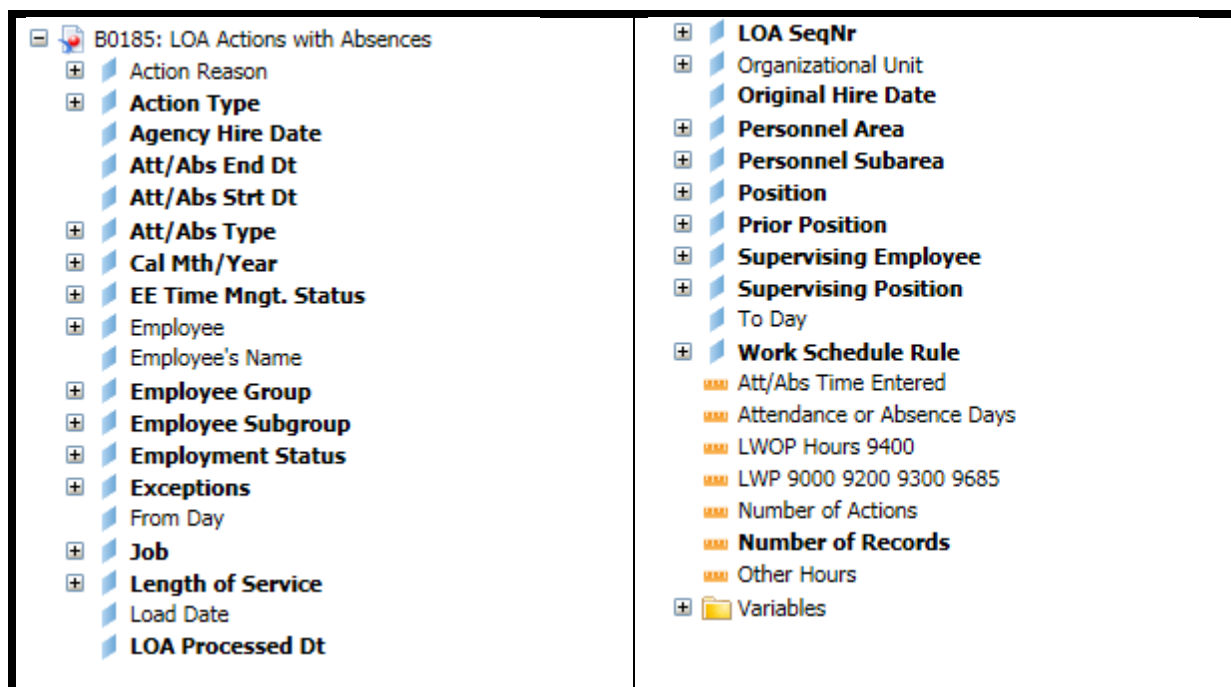 B0185: LOA Actions with Absences
Action Reason
Action Type
Agency Hire Date
Att/Abs End Dt
Att/Abs Strt Dt
Att/Abs Type
Cal Mth/Year
EE Time Mngt. Status
Employee
Employee's Name
Employee Group
Employee Subgroup
Employment Status
Exceptions
From Day
Job
Length of Service
Load Date
LOA Processed Dt
LOA SeqNr
Organizational Unit
Original Hire Date
Personnel Area
Personnel Subarea
Position
Prior Position
Supervising Employee
Supervising Position
To Day
Work Schedule Rule
Att/Abs Time Entered
Attendance or Absence Days
LWOP Hours 9400
LWP 9000 9200 9300 9685
Number of Actions
Number of Records
Other Hours
Variables